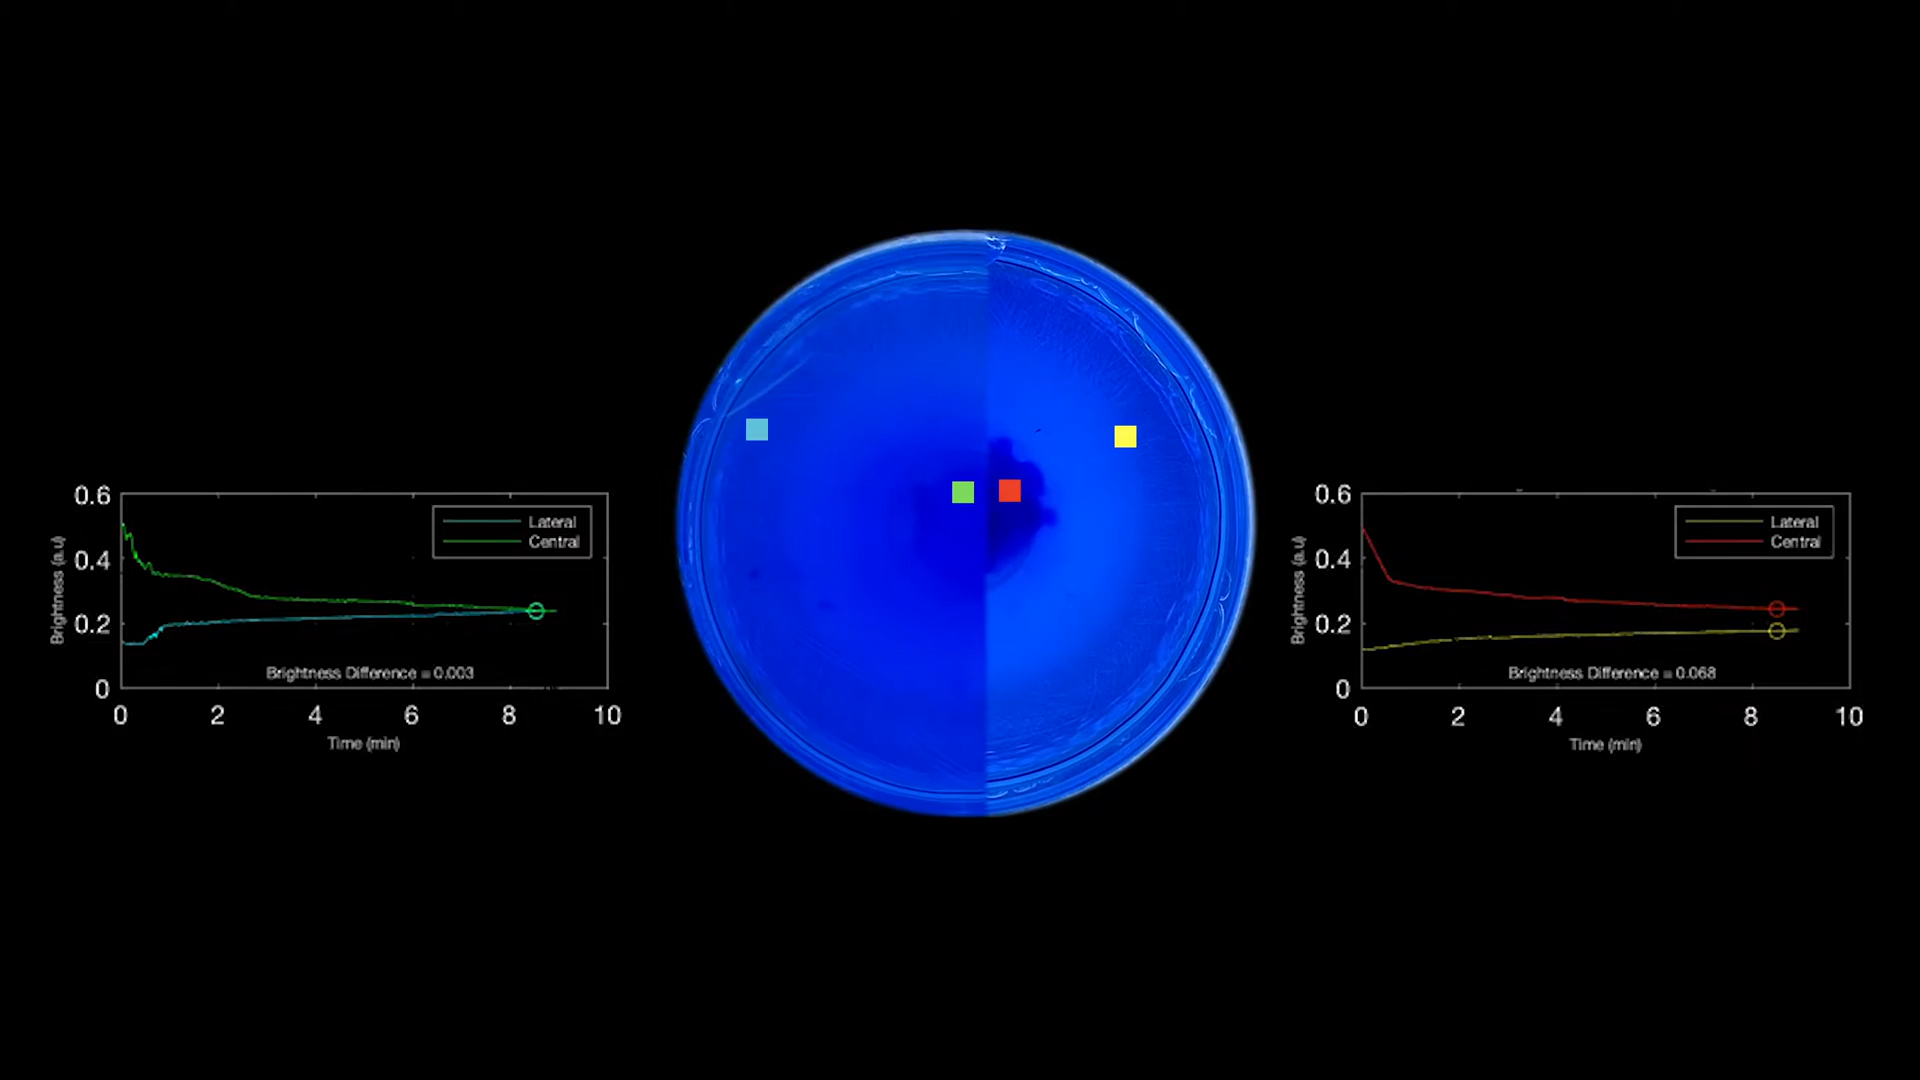 0.6
0.4
0.2
0
Brightness (a.u)
Lateral
Central
Brightness Difference = 0.003
0 2 4 6 8 10
Time (min)
0.6
0.4
0.2
0
Brightness (a.u)
Lateral
Central
Brightness Difference = 0.068
0 2 4 6 8 10
Time (min)